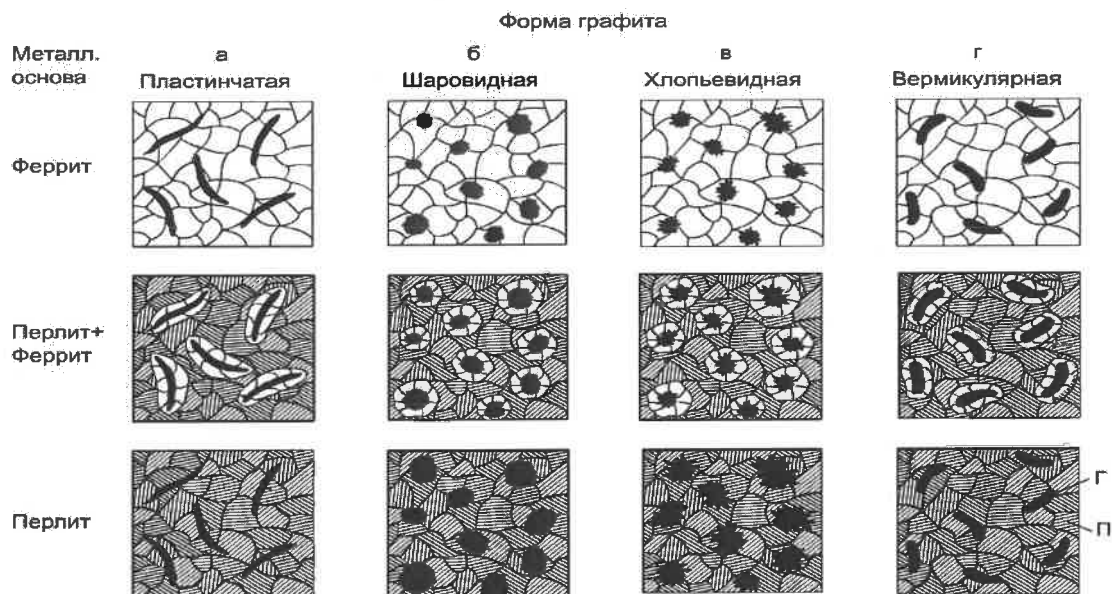 Форма графита
Металл.
основа
а
б
в
г
Пластинчатая
Шаровидная
Хлопьевидная
Вермикулярная
Феррит
Перлит+
Феррит
Перлит
Г
П